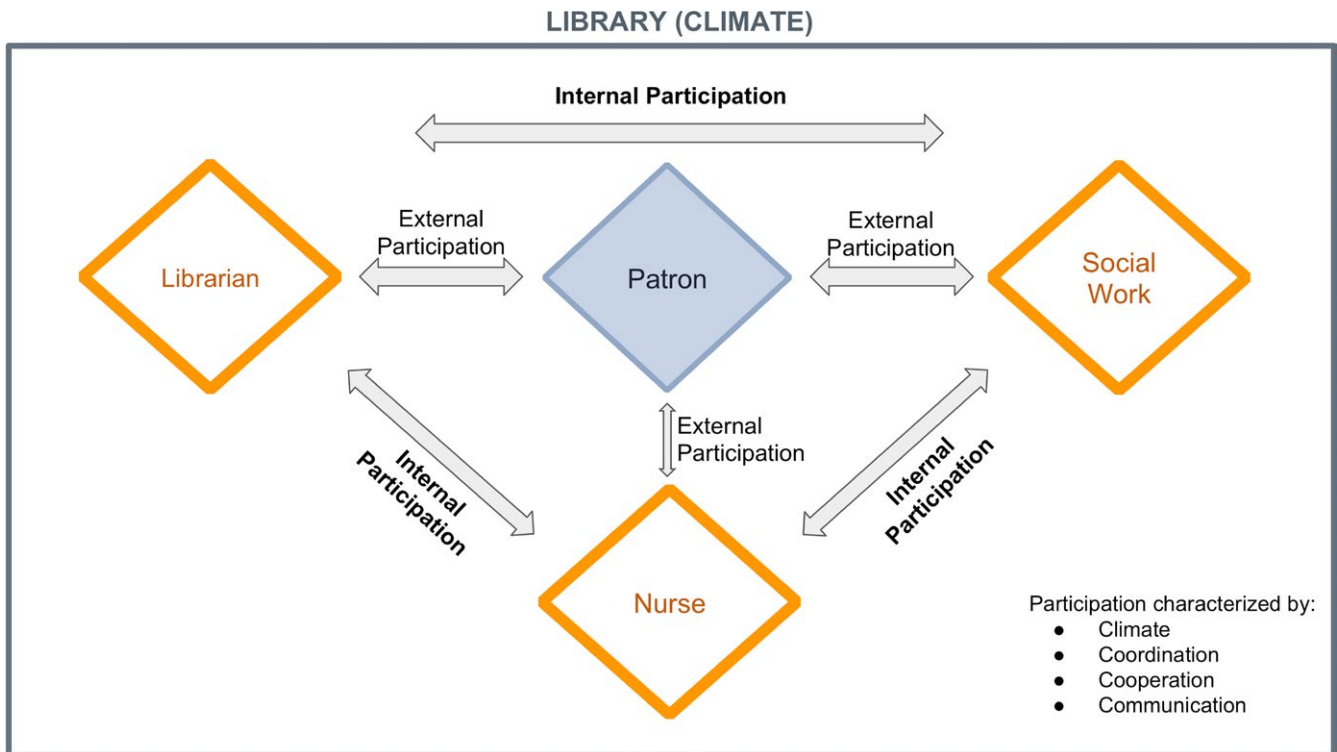 LIBRARY (CLIMATE)
Internal Participation
External
Participation
External
Participation
Librarian
Patron
Social
Work
External
Participation
Internal
Participation
Internal
Participation
Nurse
Participation characterized by:
● Climate
● Coordination
● Cooperation
● Communication